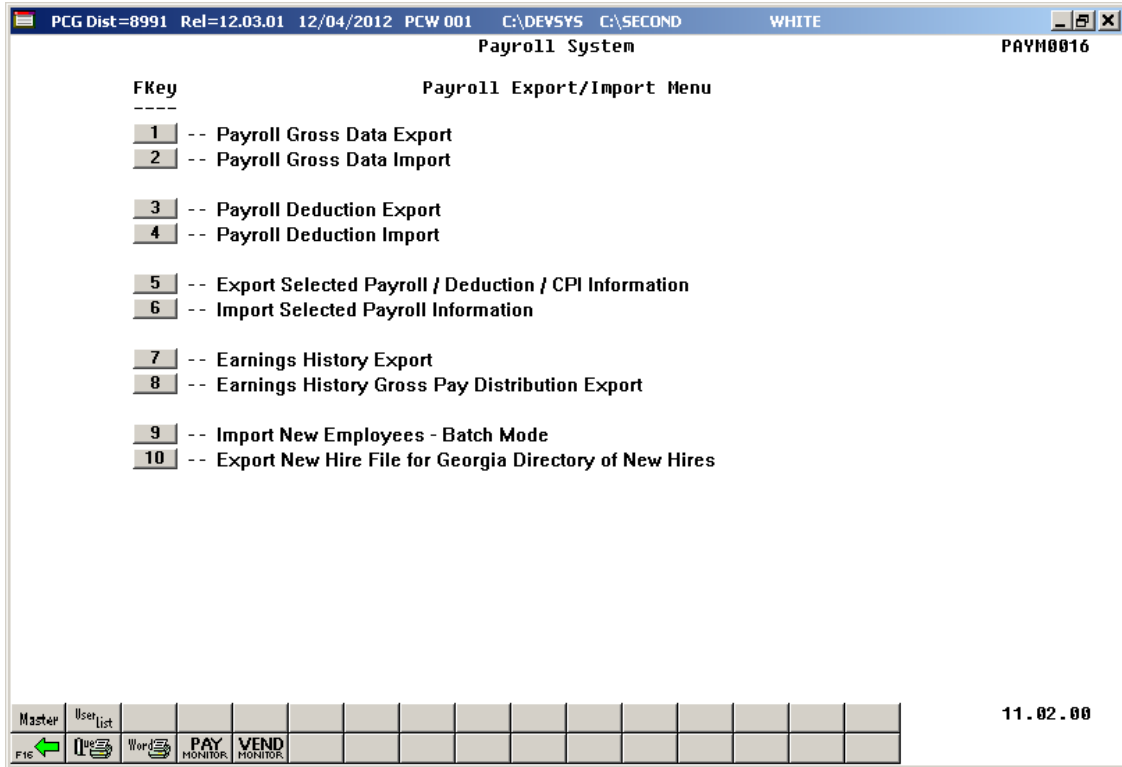 PCG Dist=8991 Rel=12.03.01 12/04/2012 PCW 001 C:\DEVSYS C:\SECOND WHITE
Payroll System PAYM0016
FKey Payroll Export/Import Menu
----
1 -- Payroll Gross Data Export
2 -- Payroll Gross Data Import
3 -- Payroll Deduction Export
4 -- Payroll Deduction Import
5 -- Export Selected Payroll / Deduction / CPI Information
6 -- Import Selected Payroll Information
7 -- Earnings History Export
8 -- Earnings History Gross Pay Distribution Export
9 -- Import New Employees - Batch Mode
10 -- Export New Hire File for Georgia Directory of New Hires
Master User List 11.02.00
F16 Que Word PAY MONITOR VEND MONITOR